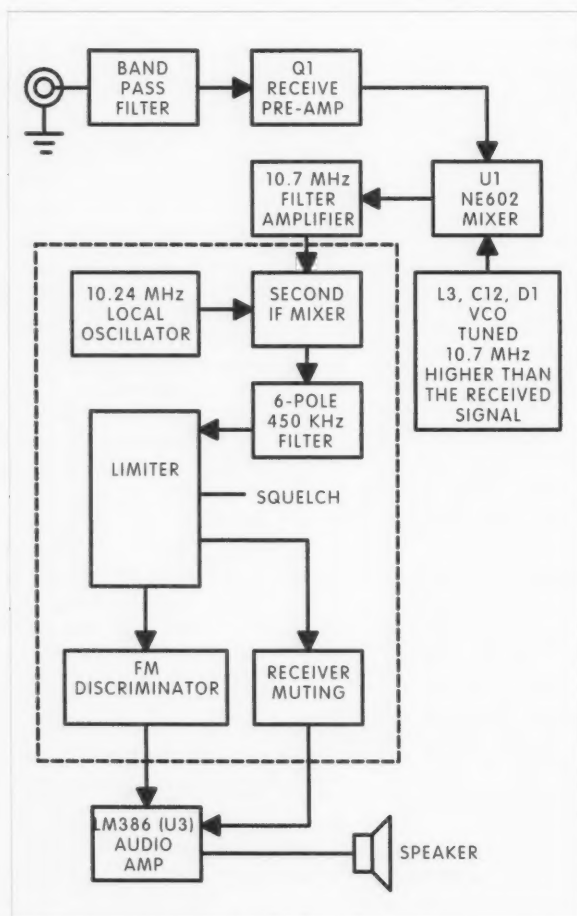 BAND
PASS
FILTER
Q1
RECEIVE
PRE-AMP
10.7 MHz
FILTER
AMPLIFIER
U1
NE602
MIXER
10.24 MHz
LOCAL
OSCILLATOR
SECOND
IF MIXER
L3, C12, D1
VCO
TUNED
10.7 MHz
HIGHER THAN
THE RECEIVED
SIGNAL
6-POLE
450 KHz
FILTER
LIMITER
SQUELCH
FM
DISCRIMINATOR
RECEIVER
MUTING
LM386 (U3)
AUDIO
AMP
SPEAKER